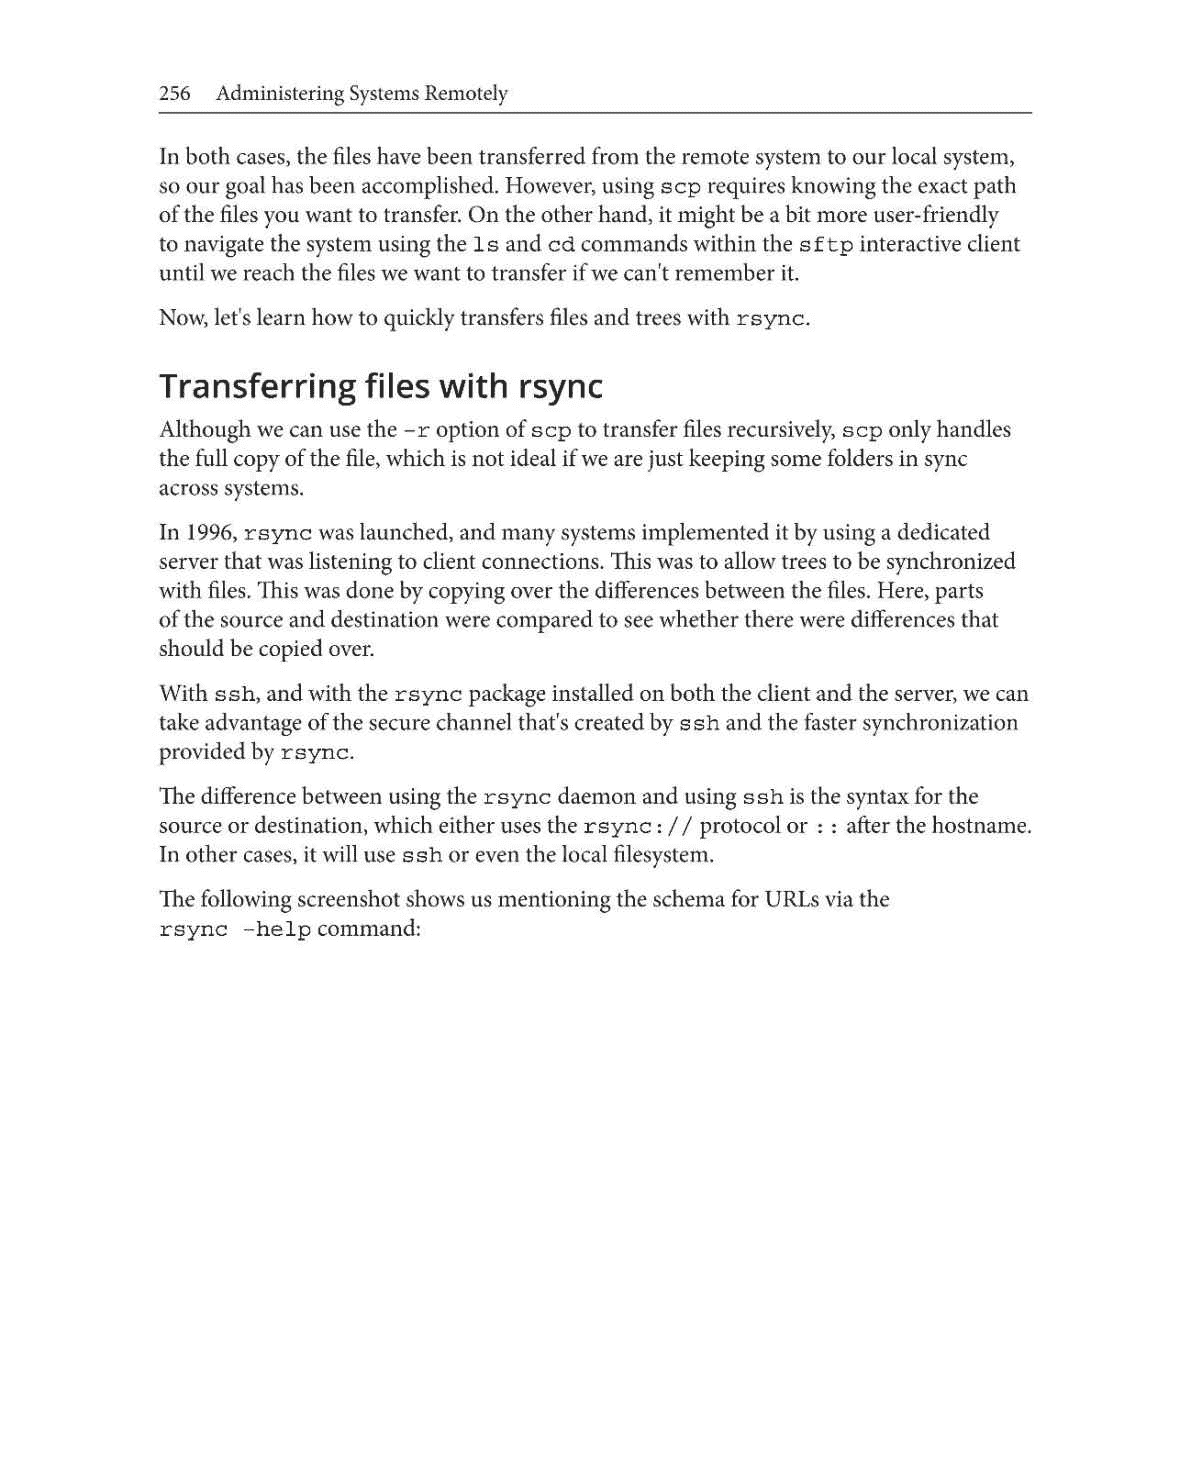 256 Administering Systems Remotely
In both cases, the files have been transferred from the remote system to our local system,
so our goal has been accomplished. However, using scp requires knowing the exact path
of the files you want to transfer. On the other hand, it might be a bit more user-friendly
to navigate the system using the ls and cd commands within the sftp interactive client
until we reach the files we want to transfer if we can't remember it.
Now, let's learn how to quickly transfers files and trees with rsync.
Transferring files with rsync
Although we can use the -r option of scp to transfer files recursively, scp only handles
the full copy of the file, which is not ideal if we are just keeping some folders in sync
across systems.
In 1996, rsync was launched, and many systems implemented it by using a dedicated
server that was listening to client connections. This was to allow trees to be synchronized
with files. This was done by copying over the differences between the files. Here, parts
of the source and destination were compared to see whether there were differences that
should be copied over.
With ssh, and with the rsync package installed on both the client and the server, we can
take advantage of the secure channel that's created by ssh and the faster synchronization
provided by rsync.
The difference between using the rsync daemon and using ssh is the syntax for the
source or destination, which either uses the rsync:// protocol or :: after the hostname.
In other cases, it will use ssh or even the local filesystem.
The following screenshot shows us mentioning the schema for URLs via the
rsync -help command: